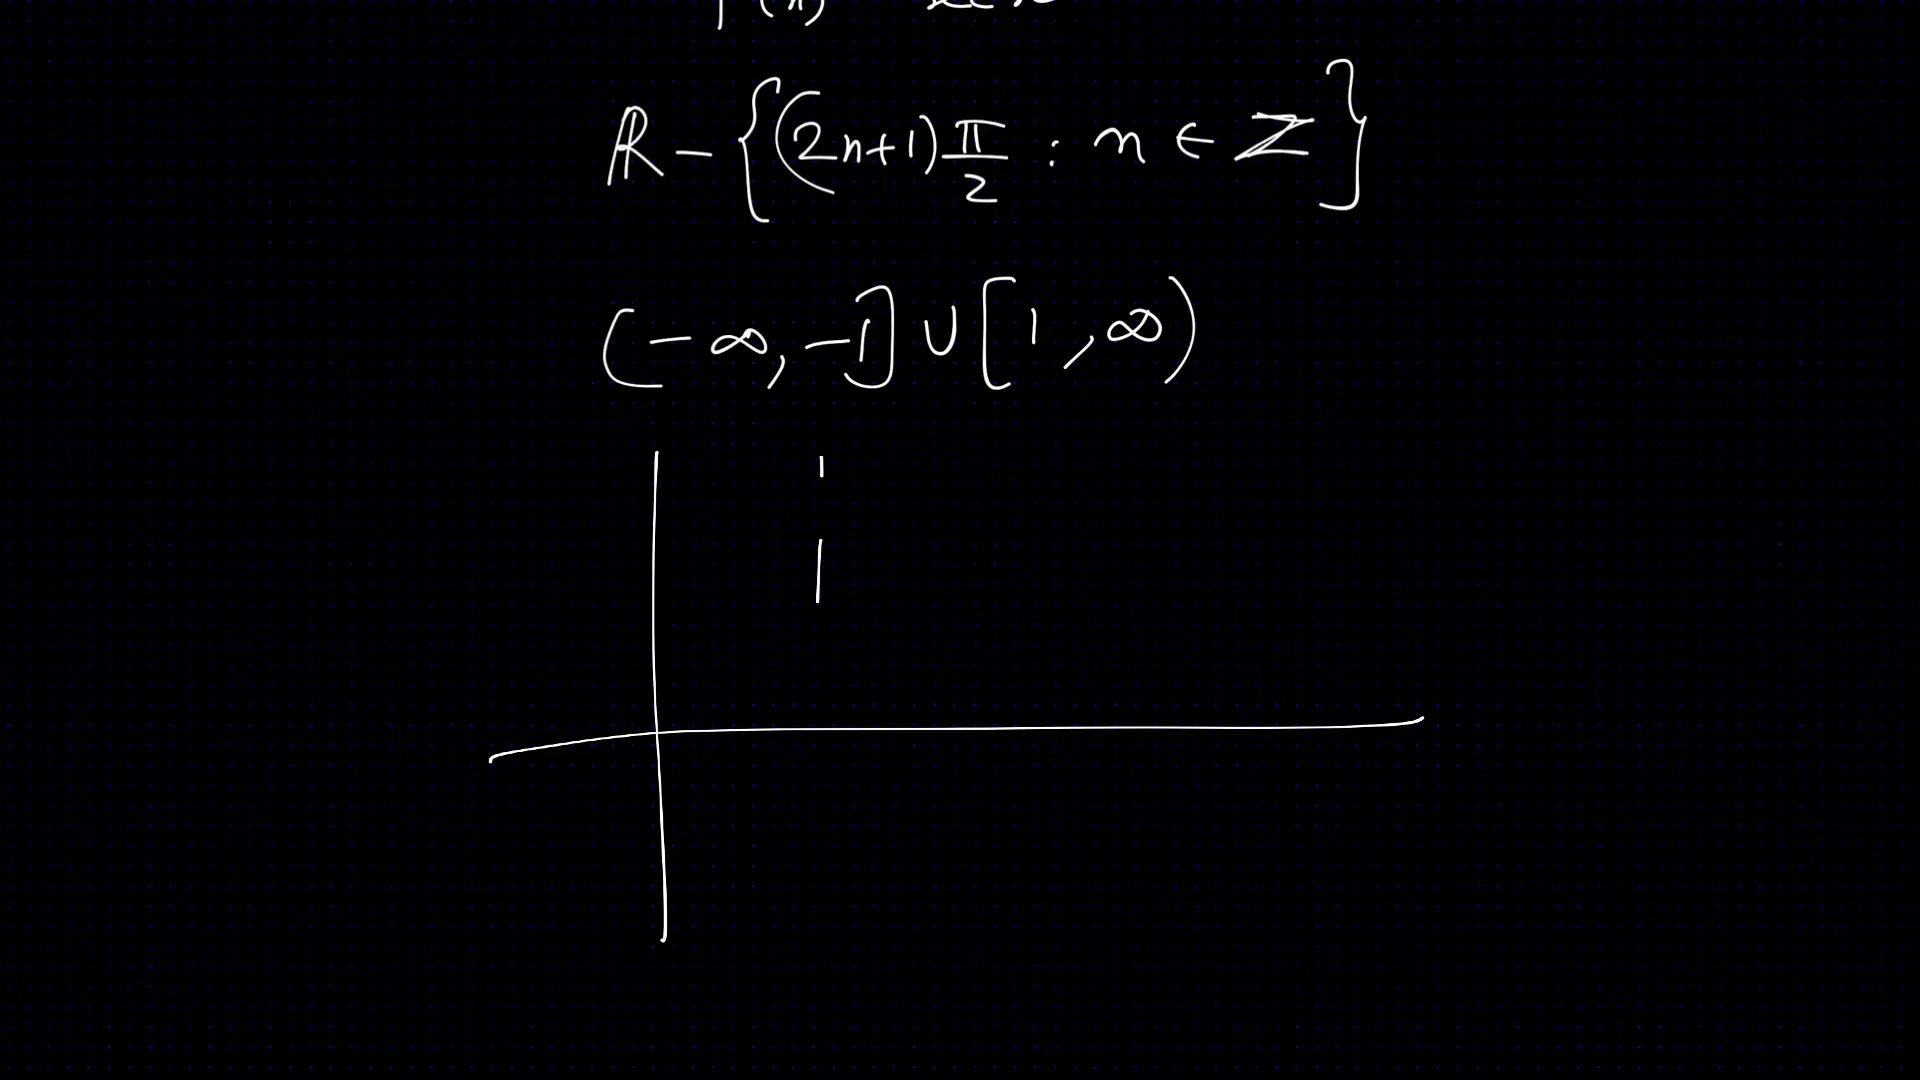 ℝ - {(2n+1)π/2 : n ∈ ℤ}
(-∞, -1] ∪ [1, ∞)